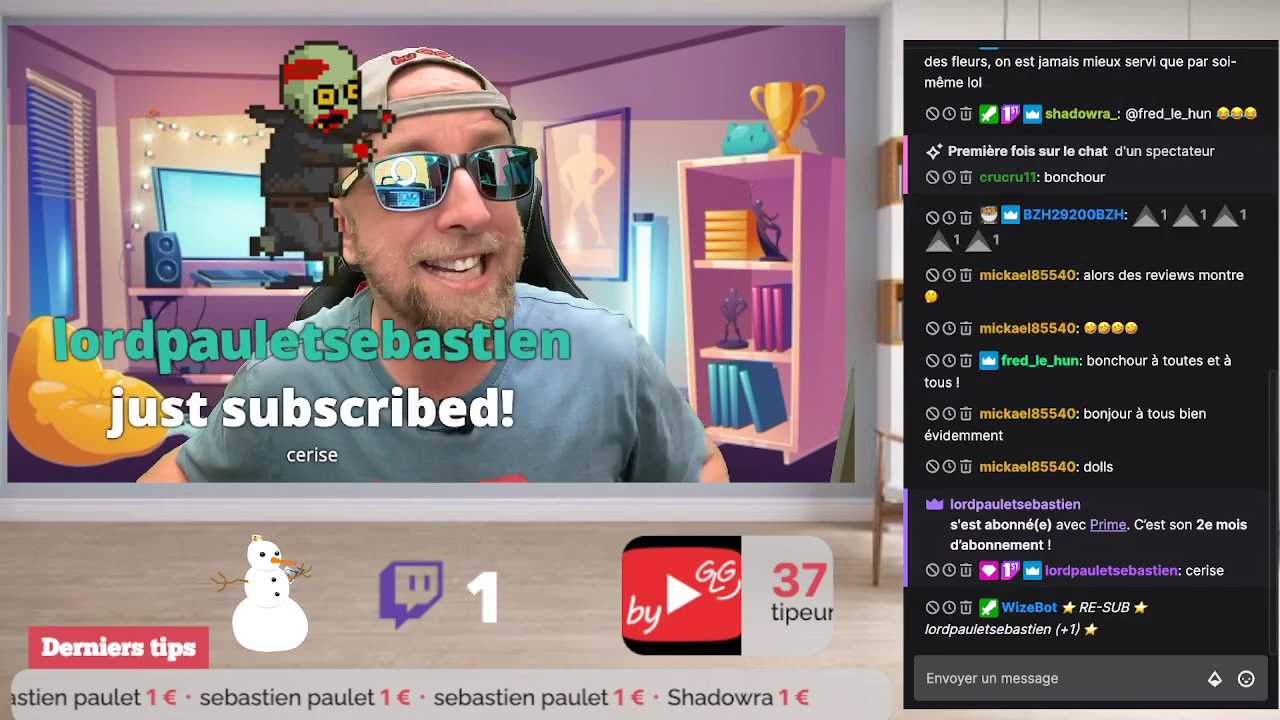 lordpauletsebastien
just subscribed!
cerise
1
by GG
37
tipeur
Derniers tips
astien paulet 1 € · sebastien paulet 1 € · sebastien paulet 1 € · Shadowra 1 €
des fleurs, on est jamais mieux servi que par soi-
même lol
1ST shadowra_: @fred_le_hun 😂😂😂
Première fois sur le chat d'un spectateur
crucru11: bonchour
BZH29200BZH: 1 1 1
1 1
mickael85540: alors des reviews montre
🤔
mickael85540: 🤣🤣🤣🤣
fred_le_hun: bonchour à toutes et à
tous !
mickael85540: bonjour à tous bien
évidemment
mickael85540: dolls
lordpauletsebastien
s'est abonné(e) avec Prime. C'est son 2e mois
d'abonnement !
1ST lordpauletsebastien: cerise
WizeBot ⭐ RE-SUB ⭐
lordpauletsebastien (+1) ⭐
Envoyer un message